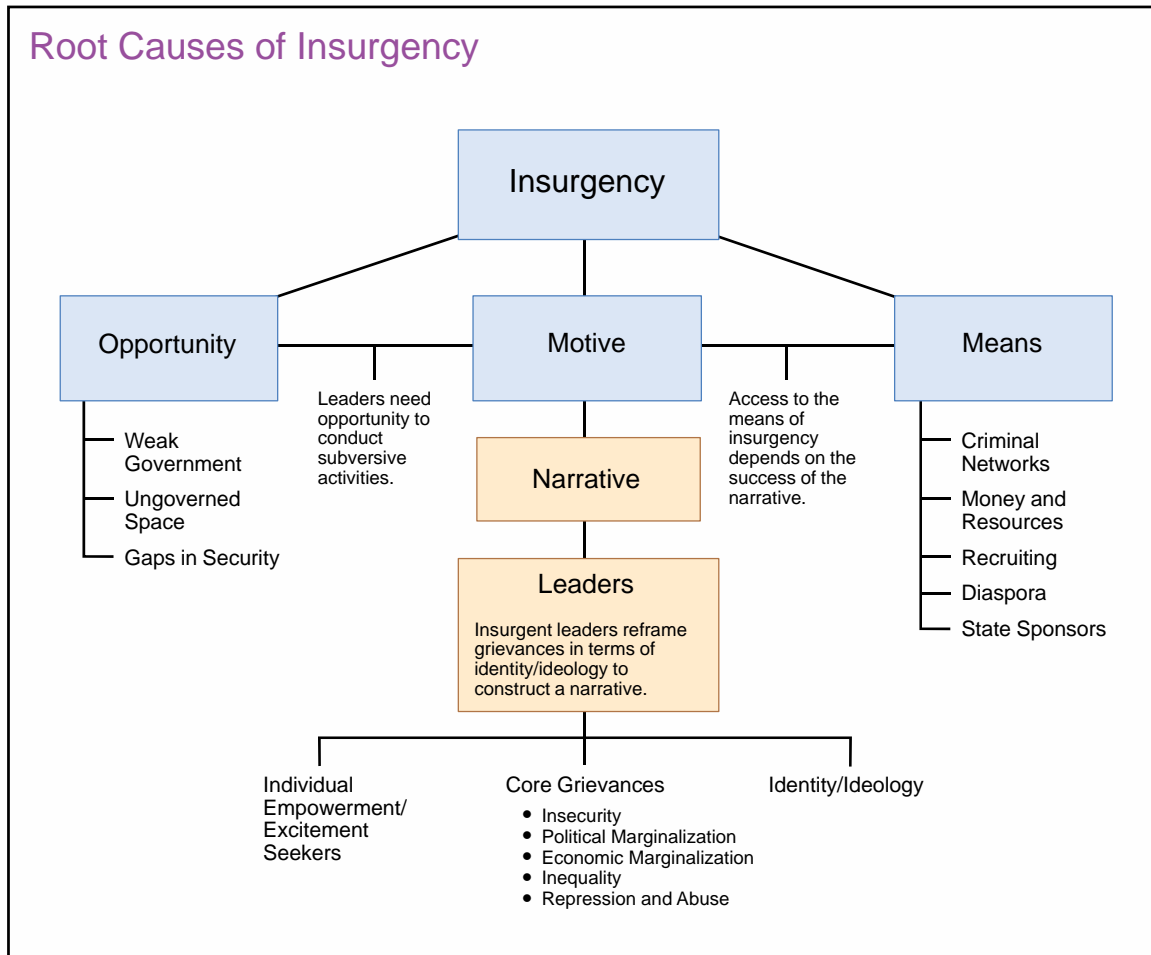 Root Causes of Insurgency
Insurgency
Opportunity
Motive
Means
Leaders need
opportunity to
conduct
subversive
activities.
Access to the
means of
insurgency
depends on the
success of the
narrative.
Weak
Government
Ungoverned
Space
Gaps in Security
Narrative
Criminal
Networks
Money and
Resources
Recruiting
Diaspora
State Sponsors
Leaders
Insurgent leaders reframe
grievances in terms of
identity/ideology to
construct a narrative.
Individual
Empowerment/
Excitement
Seekers
Core Grievances
• Insecurity
• Political Marginalization
• Economic Marginalization
• Inequality
• Repression and Abuse
Identity/Ideology